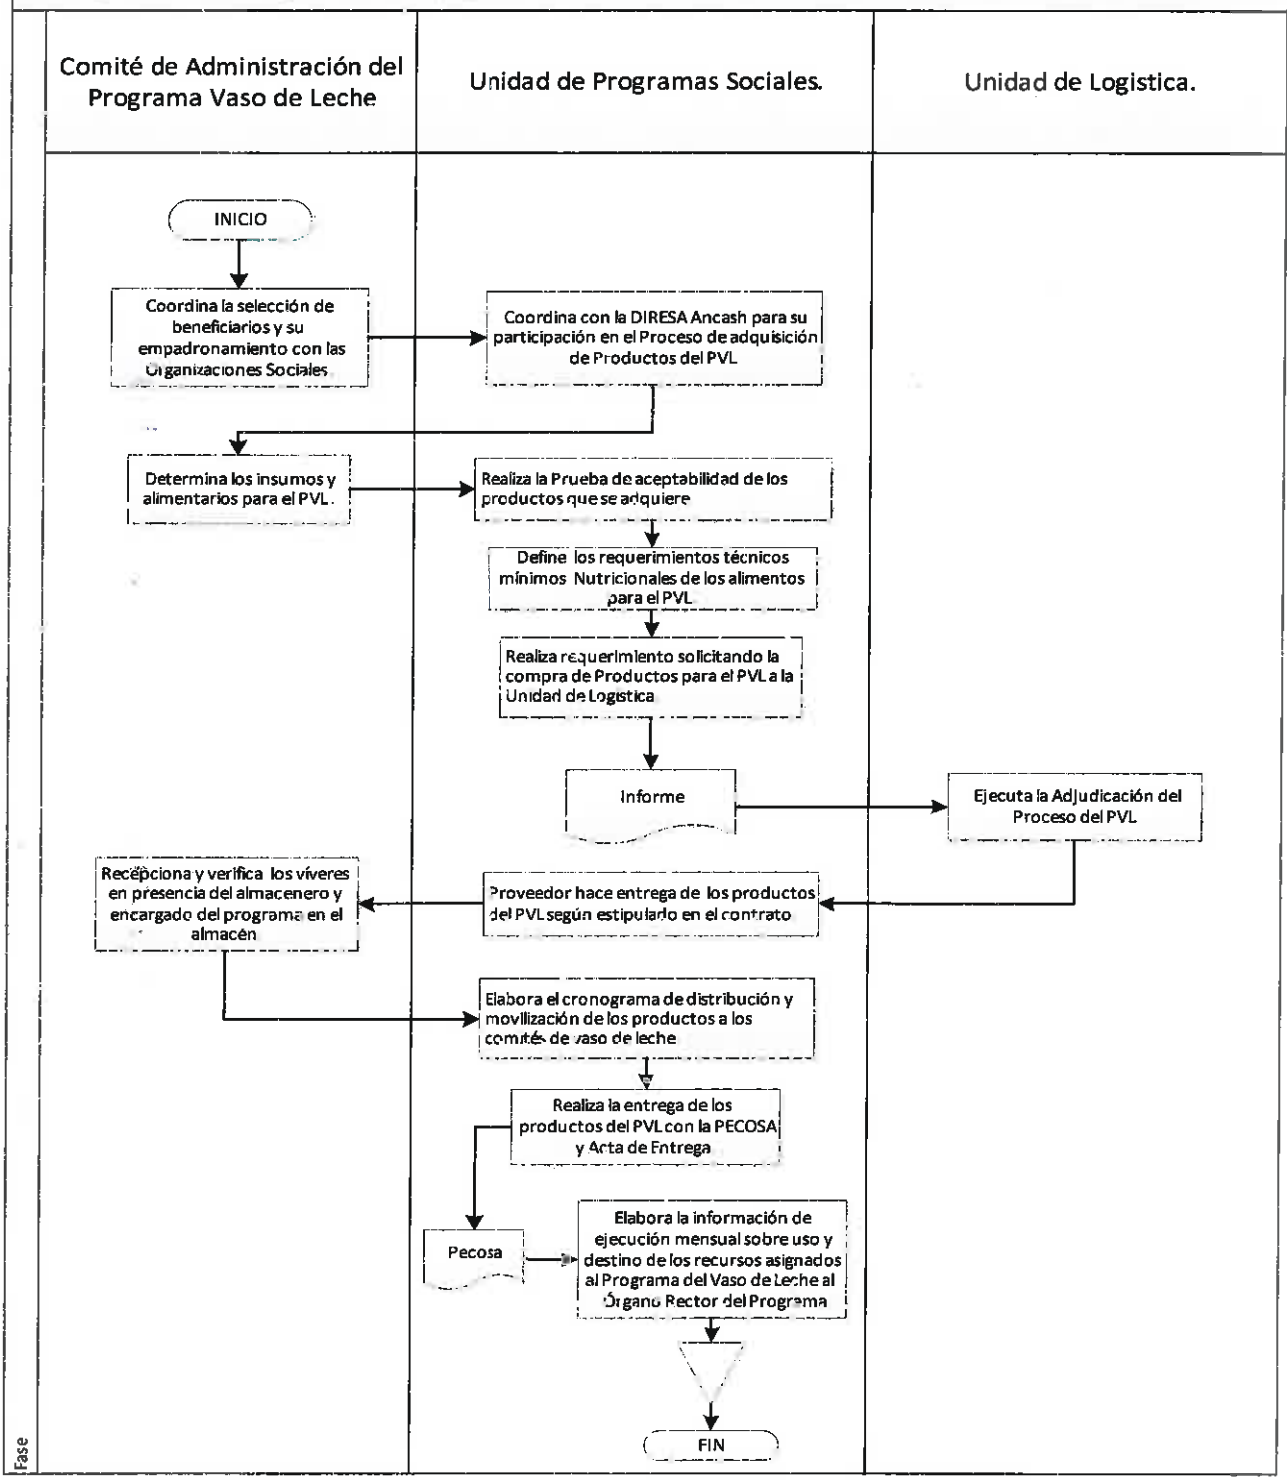 Comité de Administración del
Programa Vaso de Leche
Unidad de Programas Sociales.
Unidad de Logistica.
INICIO
Coordina la selección de
beneficiarios y su
empadronamiento con las
Organizaciones Sociales
Coordina con la DIRESA Ancash para su
participación en el Proceso de adquisición
de Productos del PVL
Determina los insumos y
alimentarios para el PVL.
Realiza la Prueba de aceptabilidad de los
productos que se adquiere
Define los requerimientos técnicos
mínimos Nutricionales de los alimentos
para el PVL
Realiza requerimiento solicitando la
compra de Productos para el PVL a la
Unidad de Logistica
Informe
Ejecuta la Adjudicación del
Proceso del PVL
Recepciona y verifica los víveres
en presencia del almacenero y
encargado del programa en el
almacén
Proveedor hace entrega de los productos
del PVL según estipulado en el contrato
Elabora el cronograma de distribución y
movilización de los productos a los
comités de vaso de leche
Realiza la entrega de los
productos del PVL con la PECOSA
y Acta de Entrega
Pecosa
Elabora la información de
ejecución mensual sobre uso y
destino de los recursos asignados
al Programa del Vaso de Leche al
Órgano Rector del Programa
FIN
Fase